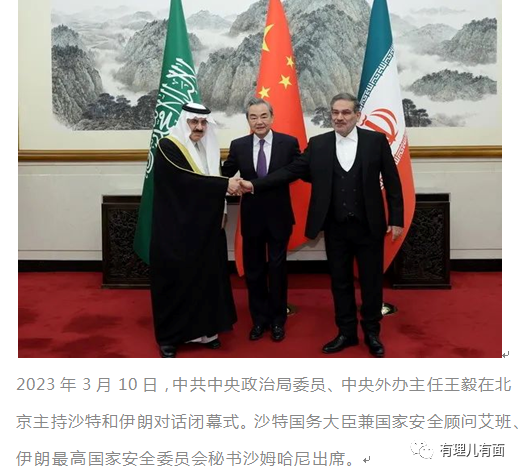 2023 年 3 月 10 日，中共中央政治局委员、中央外办主任王毅在北
京主持沙特和伊朗对话闭幕式。沙特国务大臣兼国家安全顾问艾班、
伊朗最高国家安全委员会秘书沙姆哈尼出席。
有理儿有面